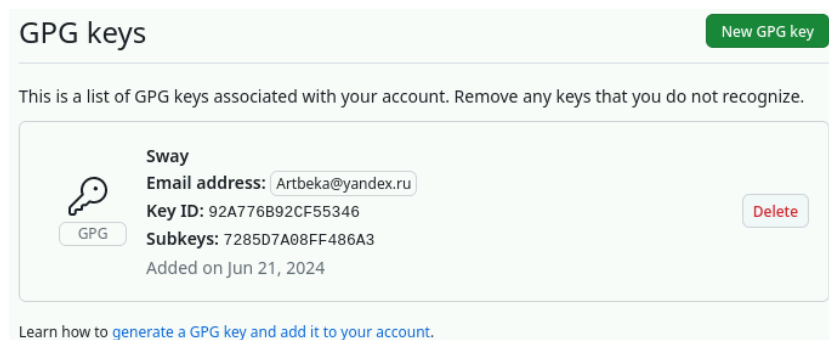 GPG keys
New GPG key
This is a list of GPG keys associated with your account. Remove any keys that you do not recognize.
Sway
Email address: Artbeka@yandex.ru
Key ID: 92A776B92CF55346
GPG
Subkeys: 7285D7A08FF486A3
Added on Jun 21, 2024
Delete
Learn how to generate a GPG key and add it to your account.